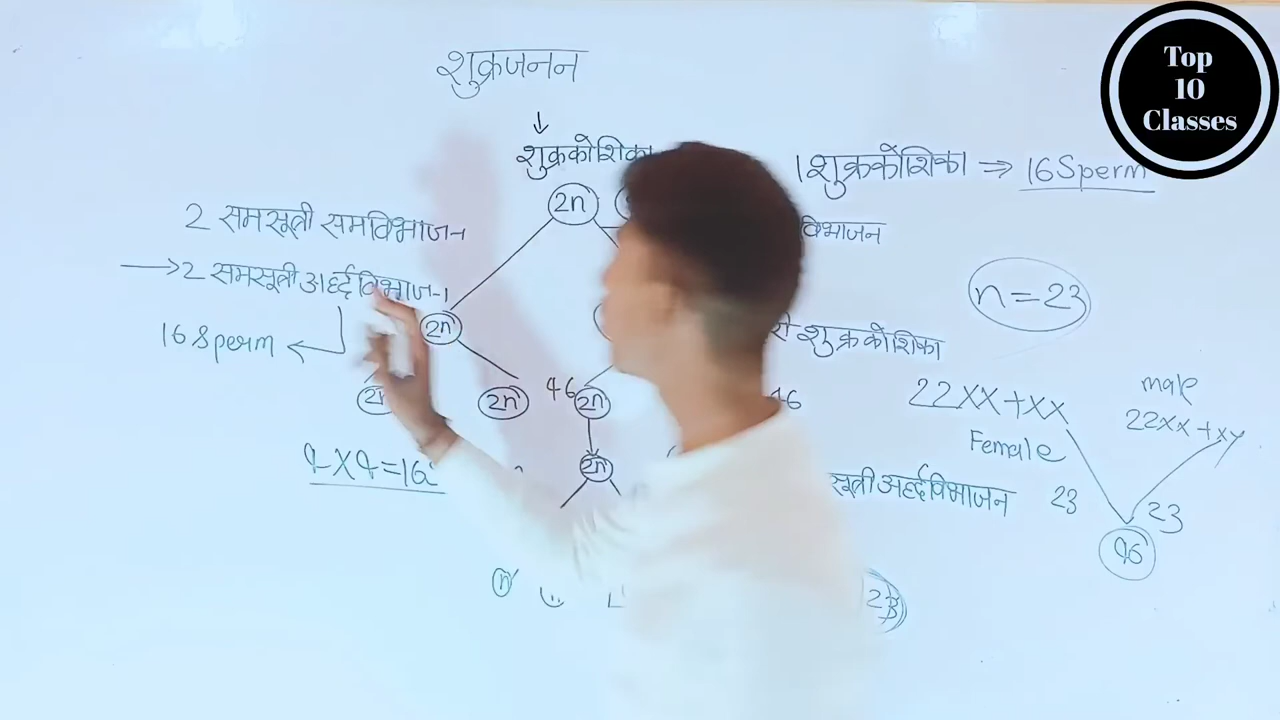 शुक्रजनन
Top
10
Classes
शुक्रकोशिका
1 शुक्रकोशिका ⇒ 16 Sperm
2n
2 समसूत्री समविभाजन
विभाजन
→ 2 समसूत्री अर्द्धविभाजन
n=23
16 Sperm
2n
शुक्रकोशिका
2n
2n
46
2n
46
22xx+xx
male
22xx+xy
Female
4X4=16
2n
सूत्री अर्द्धविभाजन
23
23
46
n
23